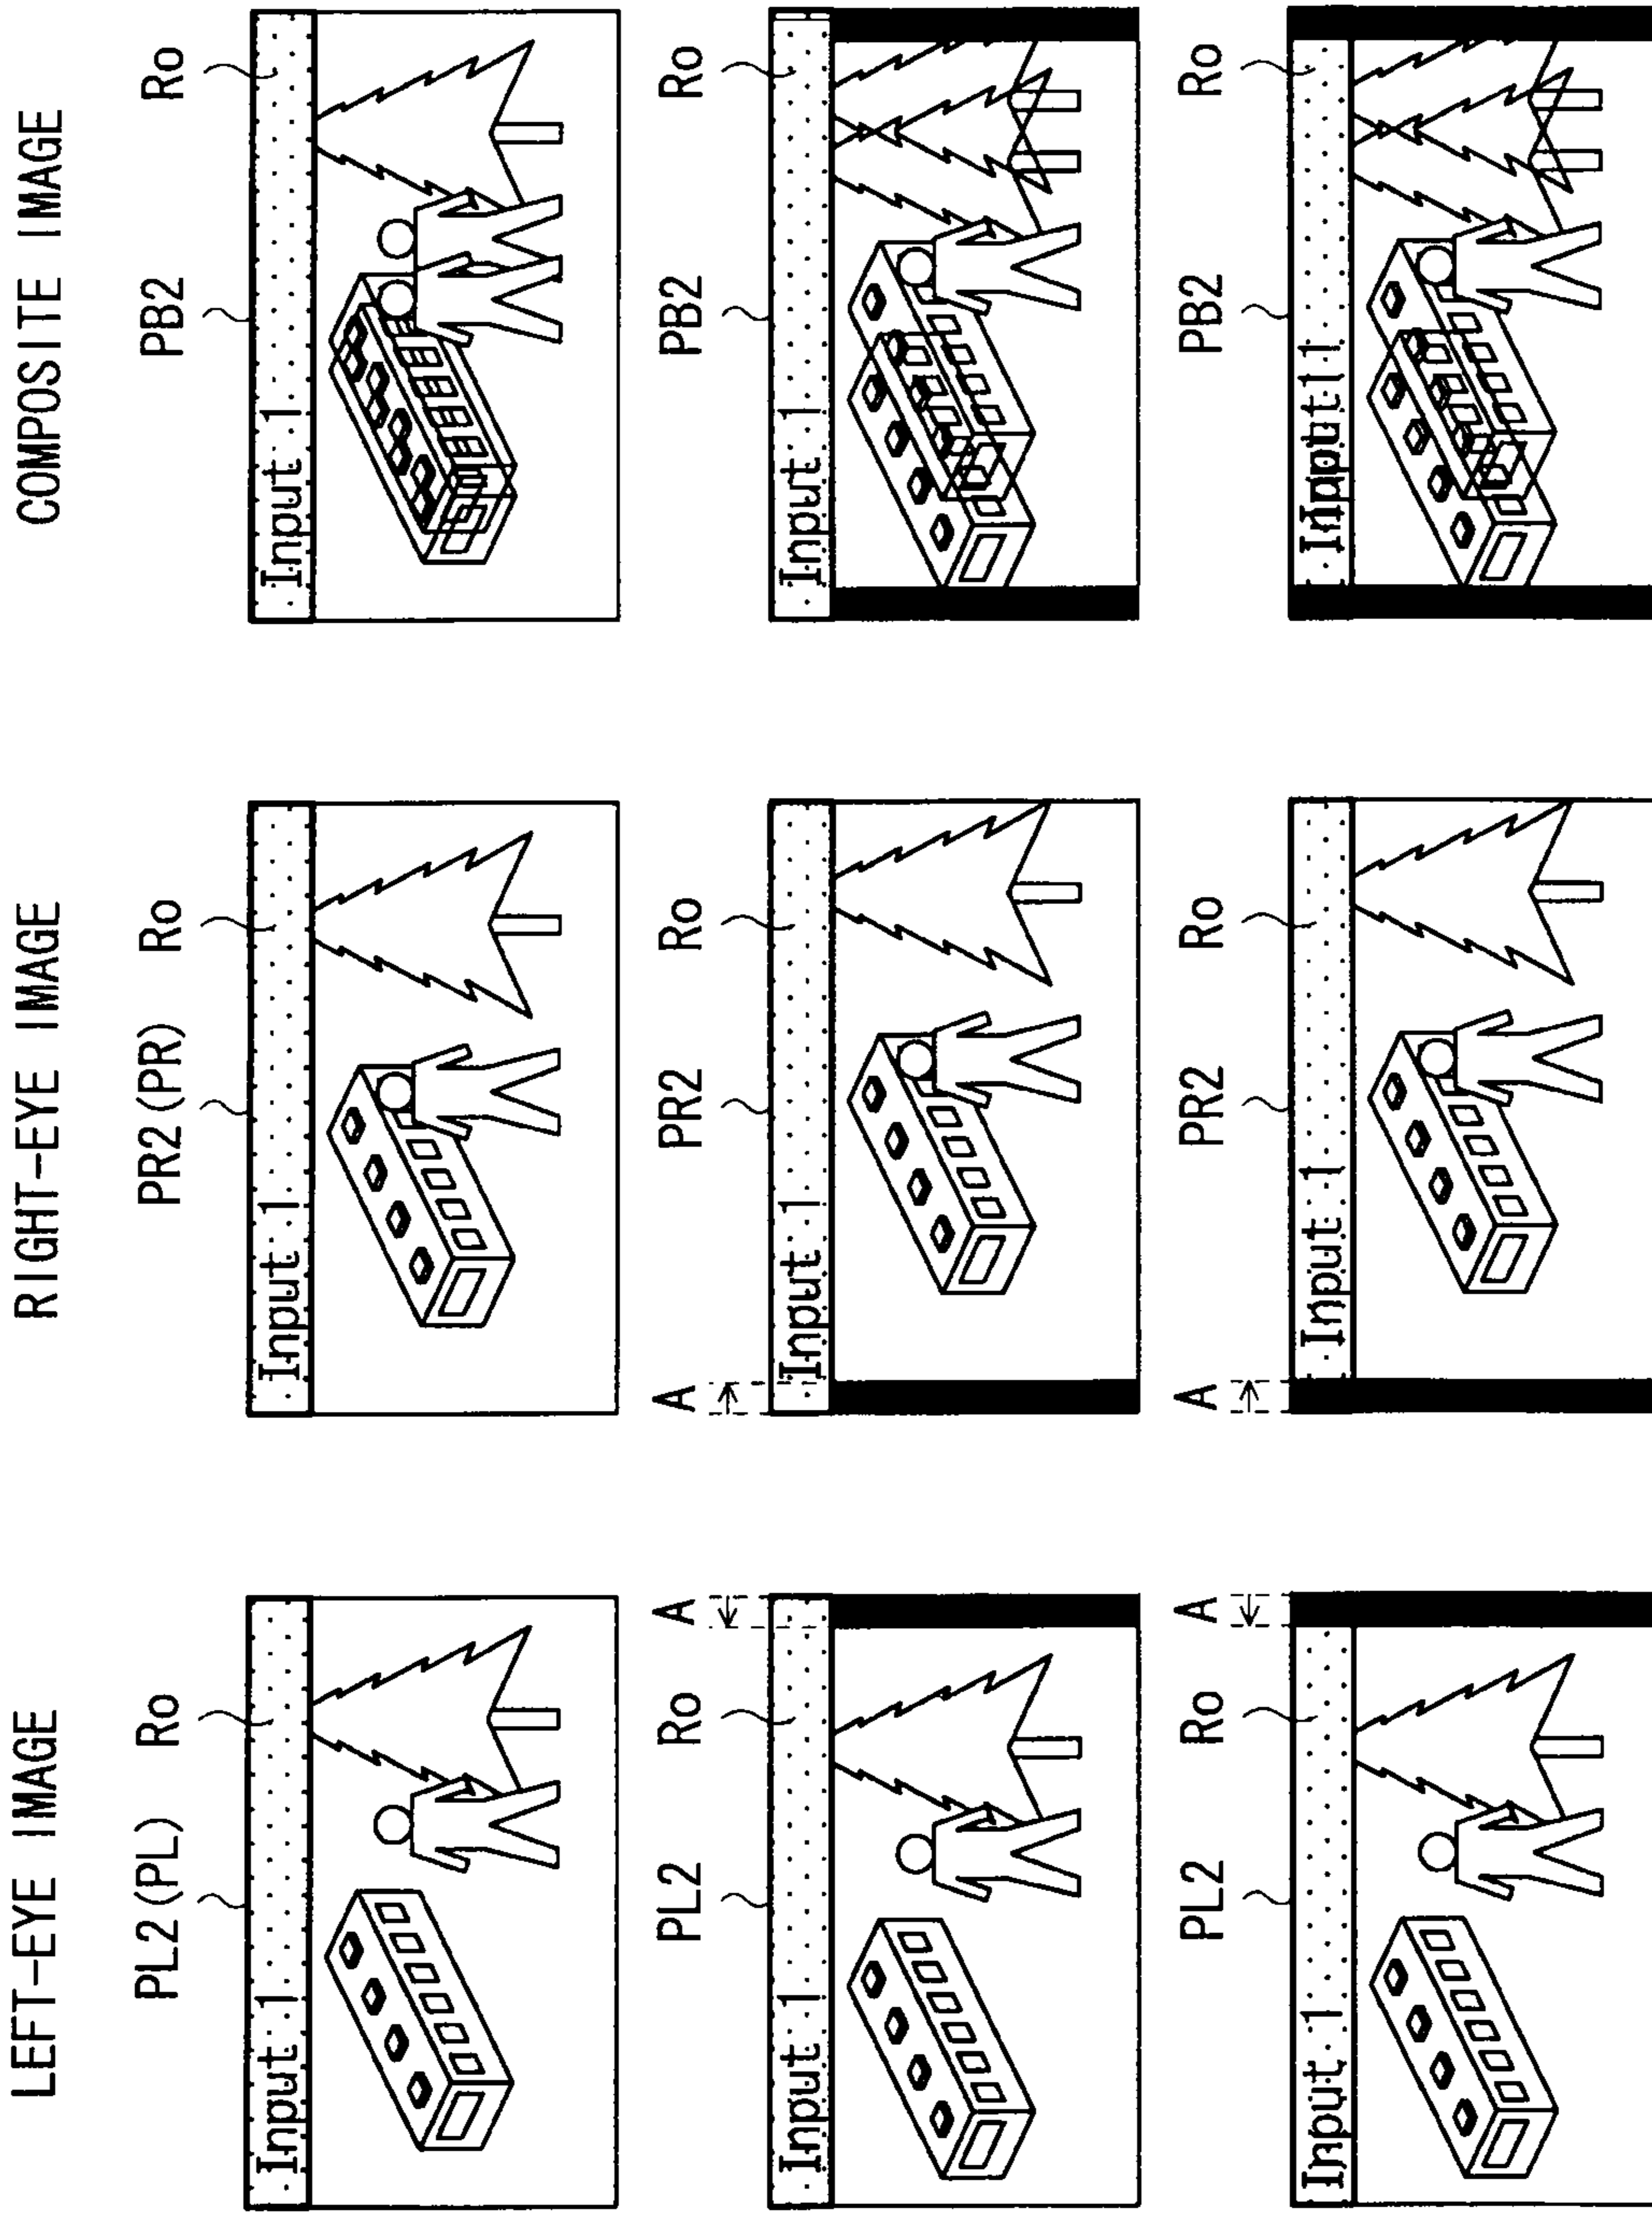 LEFT-EYE IMAGE RIGHT-EYE IMAGE COMPOSITE IMAGE
PL2(PL) Ro PR2(PR) Ro PB2 Ro
Input 1 Input 1 Input 1
PL2 Ro A A PR2 Ro PB2 Ro
Input 1 Input 1 Input 1
PL2 Ro A A PR2 Ro PB2 Ro
Input 1 Input 1